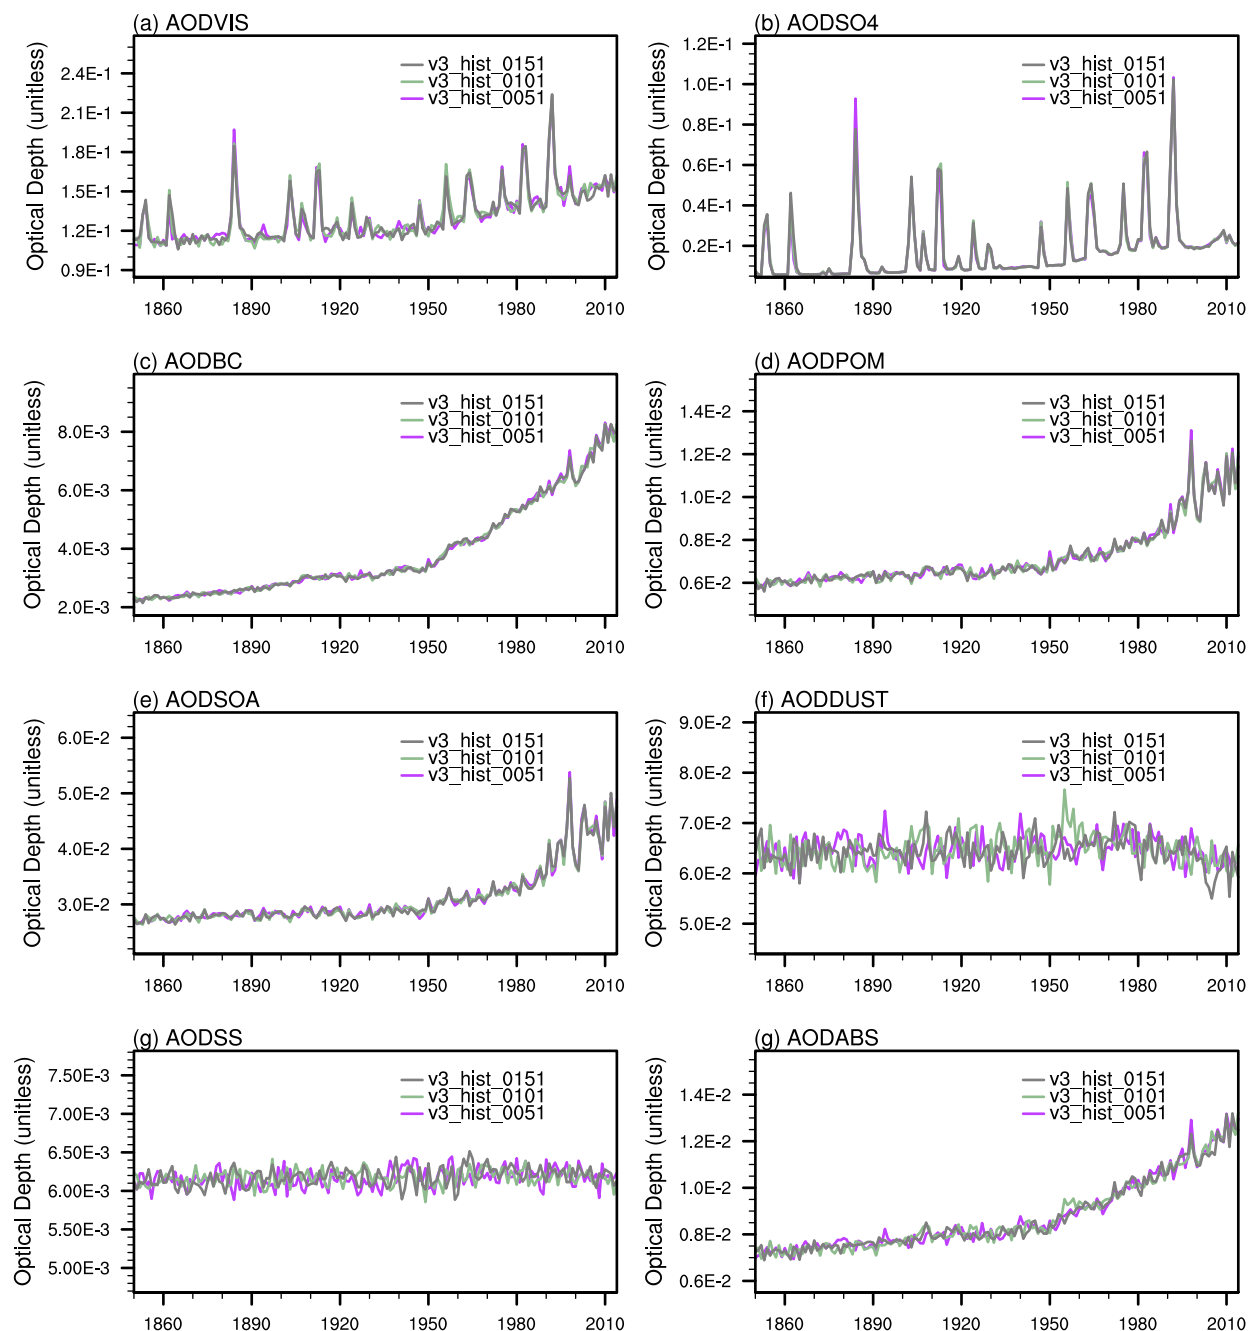 (a) AODVIS
Optical Depth (unitless)
2.4E-1
2.1E-1
1.8E-1
1.5E-1
1.2E-1
0.9E-1
v3_hist_0151
v3_hist_0101
v3_hist_0051
1860 1890 1920 1950 1980 2010
(b) AODSO4
Optical Depth (unitless)
1.2E-1
1.0E-1
0.8E-1
0.6E-1
0.4E-1
0.2E-1
v3_hist_0151
v3_hist_0101
v3_hist_0051
1860 1890 1920 1950 1980 2010
(c) AODBC
Optical Depth (unitless)
8.0E-3
6.0E-3
4.0E-3
2.0E-3
v3_hist_0151
v3_hist_0101
v3_hist_0051
1860 1890 1920 1950 1980 2010
(d) AODPOM
Optical Depth (unitless)
1.4E-2
1.2E-2
1.0E-2
0.8E-2
0.6E-2
v3_hist_0151
v3_hist_0101
v3_hist_0051
1860 1890 1920 1950 1980 2010
(e) AODSOA
Optical Depth (unitless)
6.0E-2
5.0E-2
4.0E-2
3.0E-2
v3_hist_0151
v3_hist_0101
v3_hist_0051
1860 1890 1920 1950 1980 2010
(f) AODDUST
Optical Depth (unitless)
9.0E-2
8.0E-2
7.0E-2
6.0E-2
5.0E-2
v3_hist_0151
v3_hist_0101
v3_hist_0051
1860 1890 1920 1950 1980 2010
(g) AODSS
Optical Depth (unitless)
7.50E-3
7.00E-3
6.50E-3
6.00E-3
5.50E-3
5.00E-3
v3_hist_0151
v3_hist_0101
v3_hist_0051
1860 1890 1920 1950 1980 2010
(g) AODABS
Optical Depth (unitless)
1.4E-2
1.2E-2
1.0E-2
0.8E-2
0.6E-2
v3_hist_0151
v3_hist_0101
v3_hist_0051
1860 1890 1920 1950 1980 2010